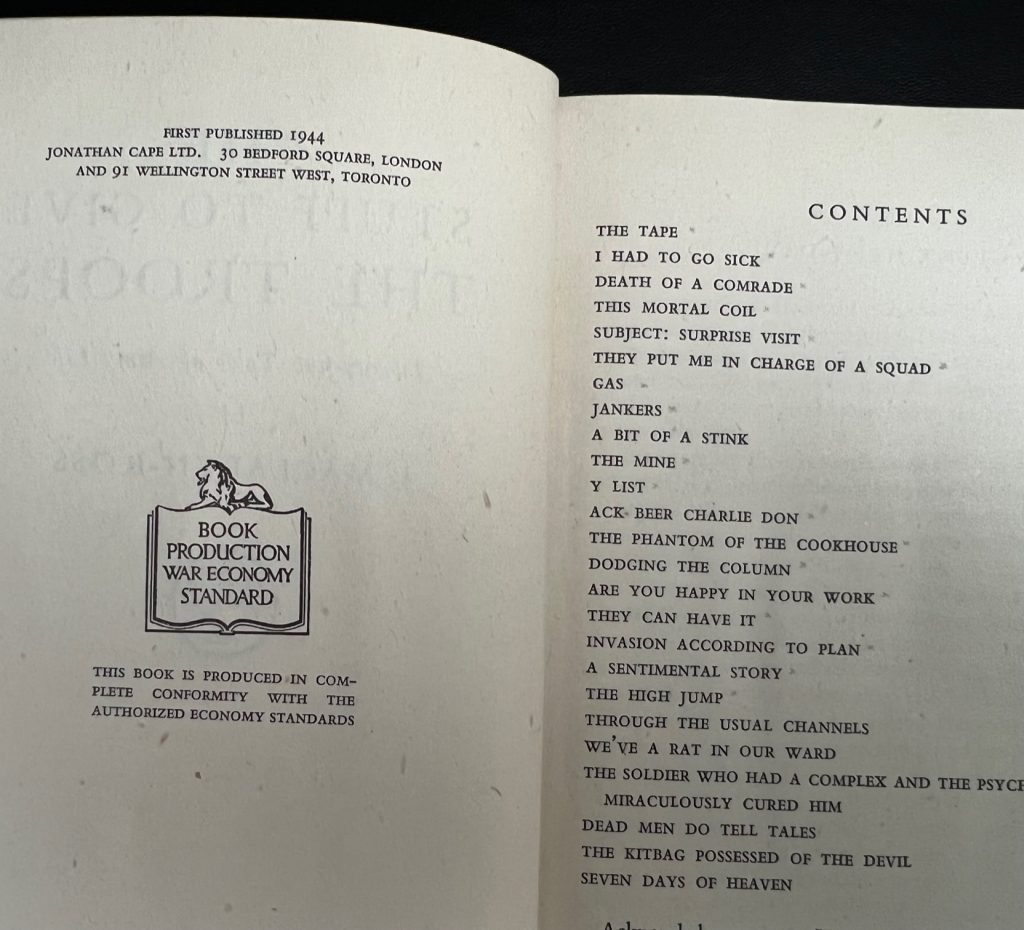 FIRST PUBLISHED 1944
JONATHAN CAPE LTD. 30 BEDFORD SQUARE, LONDON
AND 91 WELLINGTON STREET WEST, TORONTO
BOOK
PRODUCTION
WAR ECONOMY
STANDARD
THIS BOOK IS PRODUCED IN COM-
PLETE CONFORMITY WITH THE
AUTHORIZED ECONOMY STANDARDS
CONTENTS
THE TAPE
I HAD TO GO SICK
DEATH OF A COMRADE
THIS MORTAL COIL
SUBJECT: SURPRISE VISIT
THEY PUT ME IN CHARGE OF A SQUAD
GAS
JANKERS
A BIT OF A STINK
THE MINE
Y LIST
ACK BEER CHARLIE DON
THE PHANTOM OF THE COOKHOUSE
DODGING THE COLUMN
ARE YOU HAPPY IN YOUR WORK
THEY CAN HAVE IT
INVASION ACCORDING TO PLAN
A SENTIMENTAL STORY
THE HIGH JUMP
THROUGH THE USUAL CHANNELS
WE'VE A RAT IN OUR WARD
THE SOLDIER WHO HAD A COMPLEX AND THE
MIRACULOUSLY CURED HIM
DEAD MEN DO TELL TALES
THE KITBAG POSSESSED OF THE DEVIL
SEVEN DAYS OF HEAVEN